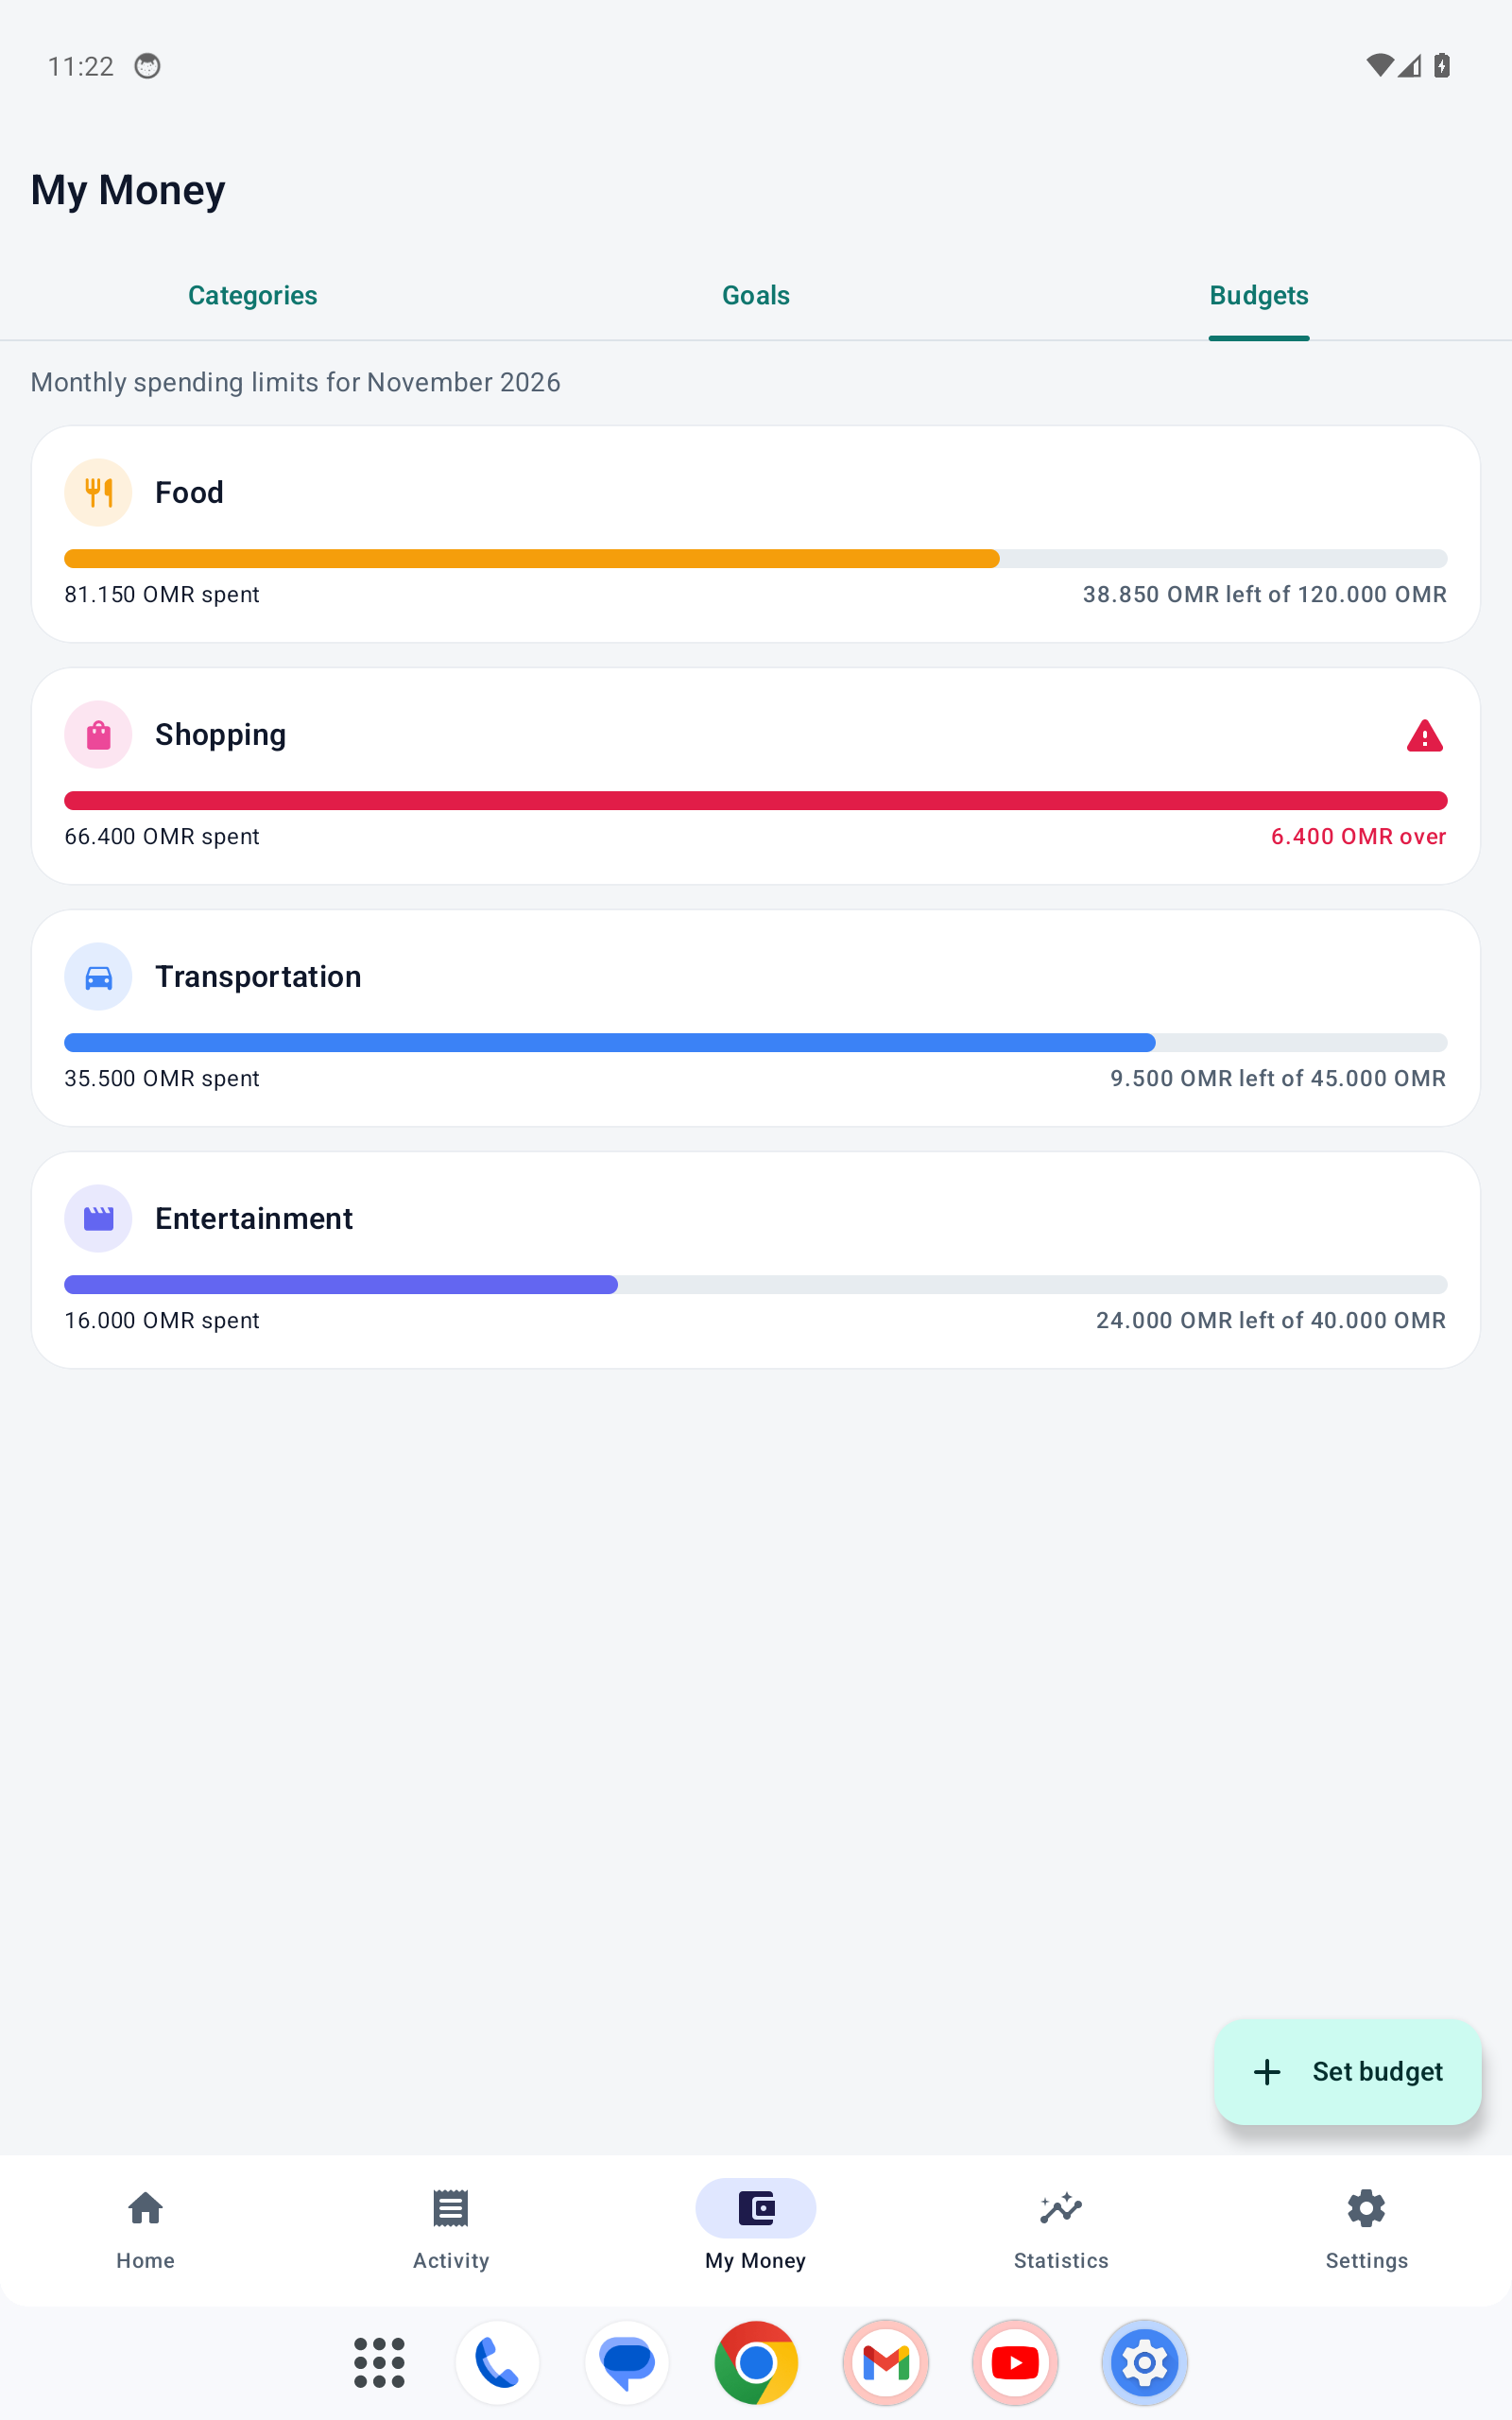 11:22
My Money
Categories
Goals
Budgets
Monthly spending limits for November 2026
Food
81.150 OMR spent
38.850 OMR left of 120.000 OMR
Shopping
66.400 OMR spent
6.400 OMR over
Transportation
35.500 OMR spent
9.500 OMR left of 45.000 OMR
Entertainment
16.000 OMR spent
24.000 OMR left of 40.000 OMR
Set budget
Home
Activity
My Money
Statistics
Settings